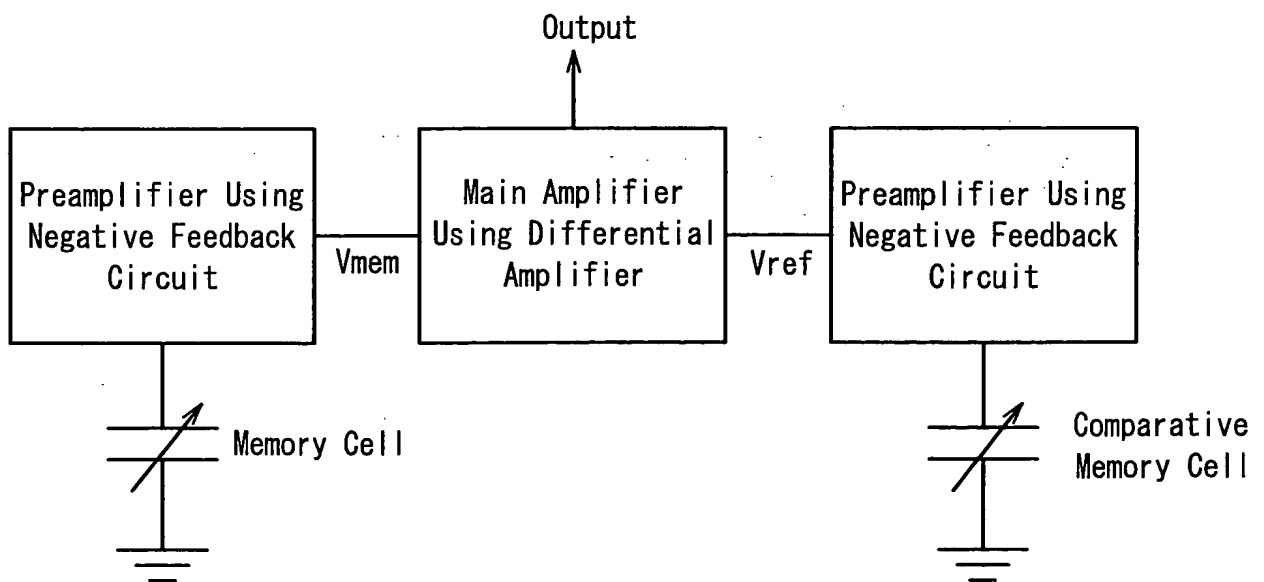 Output
Preamplifier Using
Negative Feedback
Circuit
Vmem
Main Amplifier
Using Differential
Amplifier
Vref
Preamplifier Using
Negative Feedback
Circuit
Memory Cell
Comparative
Memory Cell